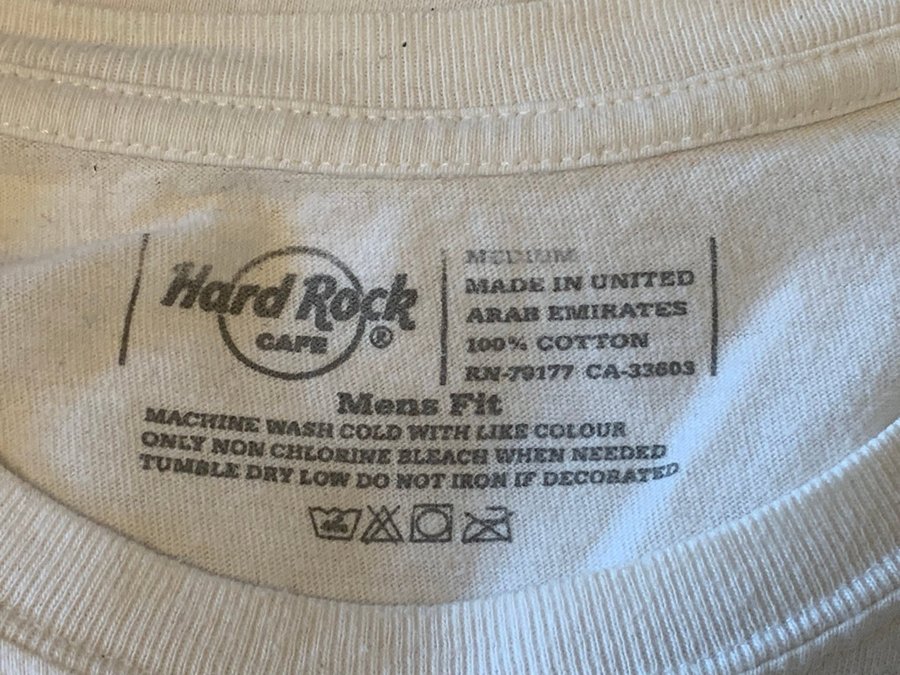 Hard Rock
CAFE ®
MEDIUM
MADE IN UNITED
ARAB EMIRATES
100% COTTON
RN-79177 CA-33603
Mens Fit
MACHINE WASH COLD WITH LIKE COLOUR
ONLY NON CHLORINE BLEACH WHEN NEEDED
TUMBLE DRY LOW DO NOT IRON IF DECORATED